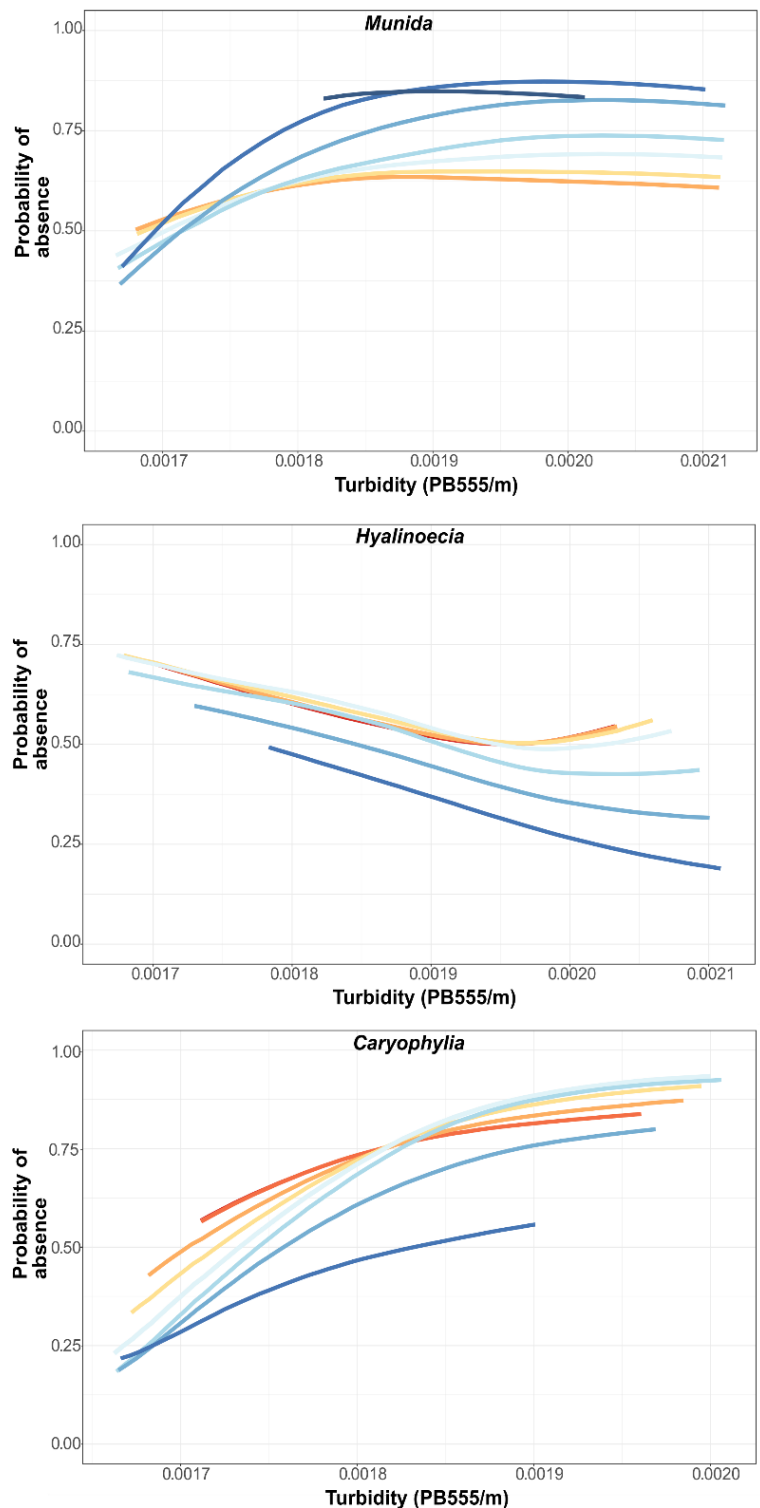 Munida
1.00
0.75
0.50
0.25
0.00
Probability of
absence
0.0017 0.0018 0.0019 0.0020 0.0021
Turbidity (PB555/m)
Hyalinoecia
1.00
0.75
0.50
0.25
0.00
Probability of
absence
0.0017 0.0018 0.0019 0.0020 0.0021
Turbidity (PB555/m)
Caryophylia
1.00
0.75
0.50
0.25
0.00
Probability of
absence
0.0017 0.0018 0.0019 0.0020
Turbidity (PB555/m)